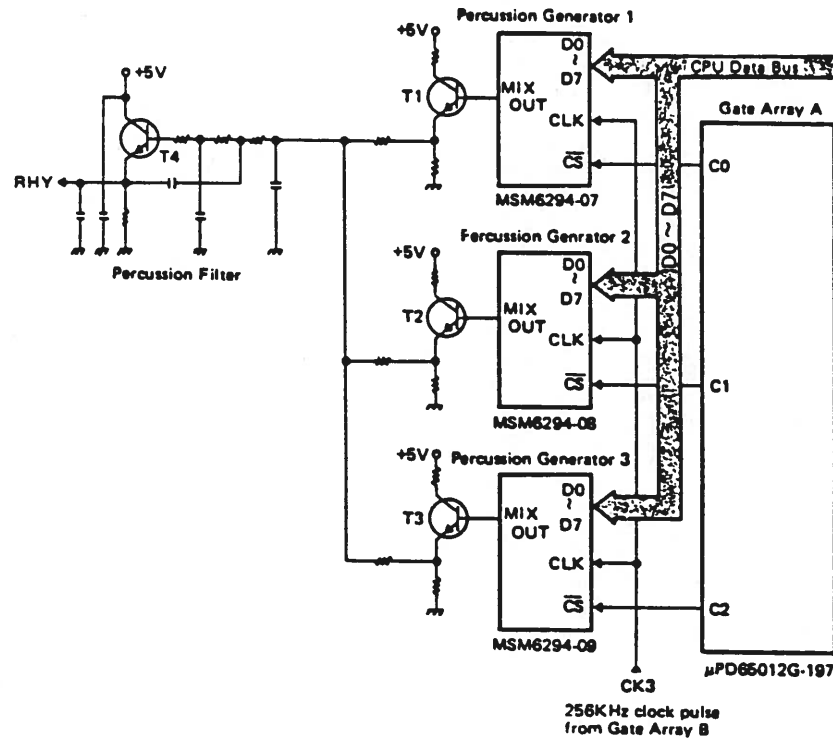 Percussion Generator 1
+5V
D0
~
D7
CPU Data Bus
MIX
OUT
T1
CLK
Gate Array A
+5V
T4
C̅S̅
C0
RHY
MSM6294-07
D0 ~ D7
Percussion Filter
Fercussion Genrator 2
+5V
D0
~
D7
MIX
OUT
T2
CLK
C̅S̅
C1
MSM6294-08
+5V
Percussion Generator 3
D0
~
D7
MIX
OUT
T3
CLK
C̅S̅
C2
MSM6294-09
μPD65012G-197
CK3
256KHz clock pulse
from Gate Array B